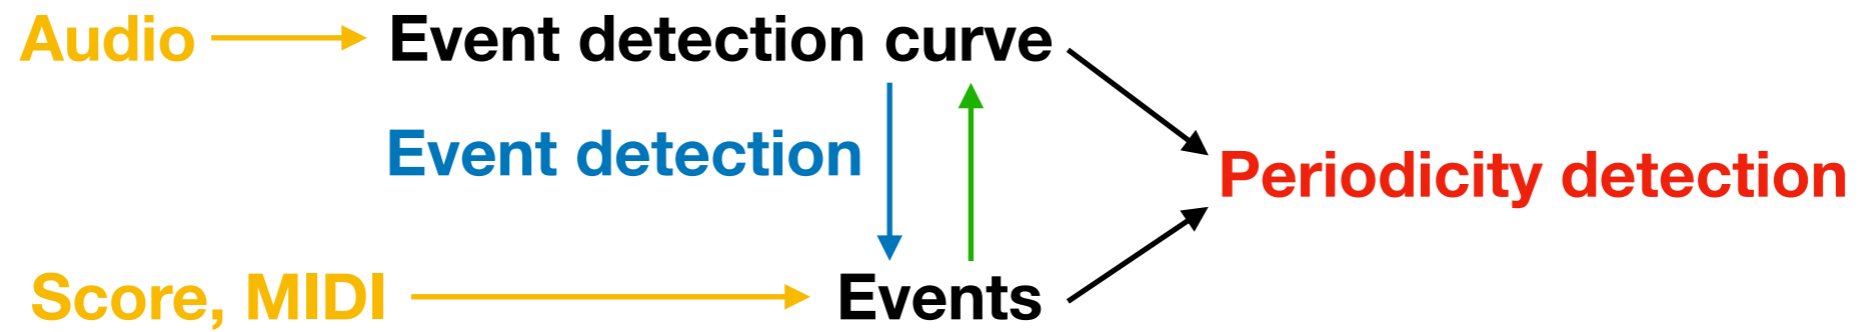 Audio
Event detection curve
Event detection
Periodicity detection
Score, MIDI
Events